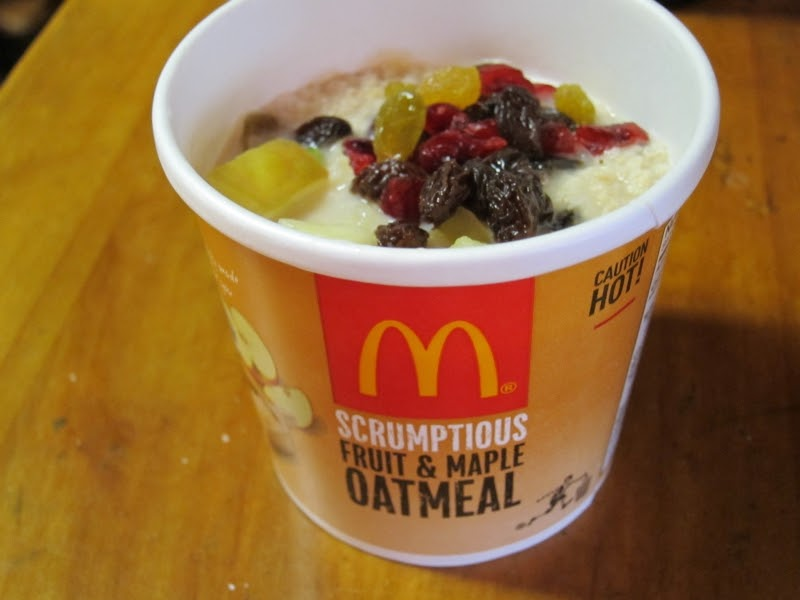 CAUTION
HOT!
M
®
SCRUMPTIOUS
FRUIT & MAPLE
OATMEAL